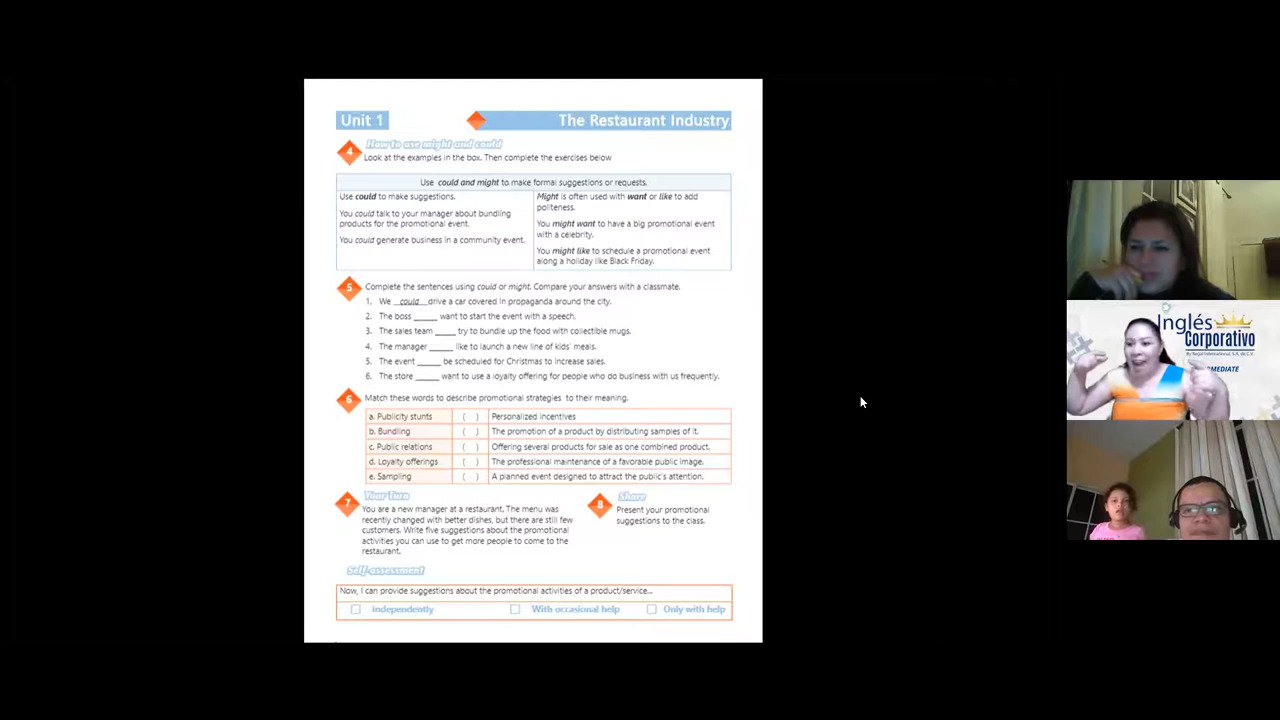 Unit 1
The Restaurant Industry
4
How to use might and could
Look at the examples in the box. Then complete the exercises below
Use could and might to make formal suggestions or requests.
Use could to make suggestions.
You could talk to your manager about bundling
products for the promotional event.
You could generate business in a community event.
Might is often used with want or like to add
politeness.
You might want to have a big promotional event
with a celebrity.
You might like to schedule a promotional event
along a holiday like Black Friday.
5
Complete the sentences using could or might. Compare your answers with a classmate.
1. We __could__ drive a car covered in propaganda around the city.
2. The boss ______ want to start the event with a speech.
3. The sales team _____ try to bundle up the food with collectible mugs.
4. The manager ______ like to launch a new line of kids' meals.
5. The event ______ be scheduled for Christmas to increase sales.
6. The store ______ want to use a loyalty offering for people who do business with us frequently.
6
Match these words to describe promotional strategies to their meaning.
a. Publicity stunts ( ) Personalized incentives
b. Bundling ( ) The promotion of a product by distributing samples of it.
c. Public relations ( ) Offering several products for sale as one combined product.
d. Loyalty offerings ( ) The professional maintenance of a favorable public image.
e. Sampling ( ) A planned event designed to attract the public's attention.
7
Your Turn
You are a new manager at a restaurant. The menu was
recently changed with better dishes, but there are still few
customers. Write five suggestions about the promotional
activities you can use to get more people to come to the
restaurant.
8
Share
Present your promotional
suggestions to the class.
Self-assessment
Now, I can provide suggestions about the promotional activities of a product/service...
Independently
With occasional help
Only with help
Inglés
Corporativo
By Regal International, S.A. de C.V.